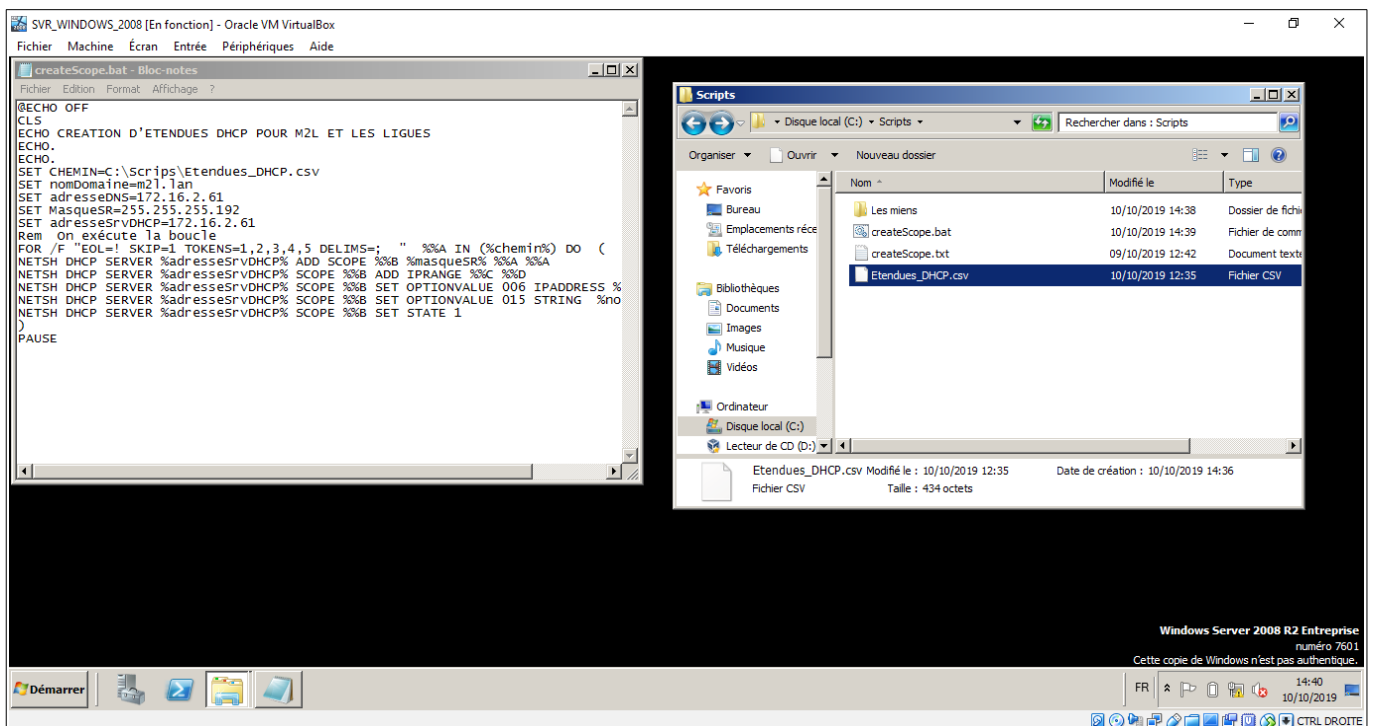 SVR_WINDOWS_2008 [En fonction] - Oracle VM VirtualBox
Fichier Machine Écran Entrée Périphériques Aide
createScope.bat - Bloc-notes
Fichier Edition Format Affichage ?
@ECHO OFF
CLS
ECHO CREATION D'ETENDUES DHCP POUR M2L ET LES LIGUES
ECHO.
ECHO.
SET CHEMIN=C:\Scrips\Etendues_DHCP.csv
SET nomDomaine=m2l.lan
SET adresseDNS=172.16.2.61
SET MasqueSR=255.255.255.192
SET adresseSrvDHCP=172.16.2.61
Rem On exécute la boucle
FOR /F "EOL=! SKIP=1 TOKENS=1,2,3,4,5 DELIMS=; " %%A IN (%chemin%) DO (
NETSH DHCP SERVER %adresseSrvDHCP% ADD SCOPE %%B %masqueSR% %%A %%A
NETSH DHCP SERVER %adresseSrvDHCP% SCOPE %%B ADD IPRANGE %%C %%D
NETSH DHCP SERVER %adresseSrvDHCP% SCOPE %%B SET OPTIONVALUE 006 IPADDRESS %
NETSH DHCP SERVER %adresseSrvDHCP% SCOPE %%B SET OPTIONVALUE 015 STRING %no
NETSH DHCP SERVER %adresseSrvDHCP% SCOPE %%B SET STATE 1
)
PAUSE
Scripts
Disque local (C:) Scripts
Rechercher dans : Scripts
Organiser Ouvrir Nouveau dossier
Favoris
Bureau
Emplacements réce
Téléchargements
Bibliothèques
Documents
Images
Musique
Vidéos
Ordinateur
Disque local (C:)
Lecteur de CD (D:)
Nom Modifié le Type
Les miens 10/10/2019 14:38 Dossier de fichi
createScope.bat 10/10/2019 14:39 Fichier de comm
createScope.txt 09/10/2019 12:42 Document texte
Etendues_DHCP.csv 10/10/2019 12:35 Fichier CSV
Etendues_DHCP.csv Modifié le : 10/10/2019 12:35 Date de création : 10/10/2019 14:36
Fichier CSV Taille : 434 octets
Windows Server 2008 R2 Entreprise
numéro 7601
Cette copie de Windows n'est pas authentique.
Démarrer
FR
14:40
10/10/2019
CTRL DROITE